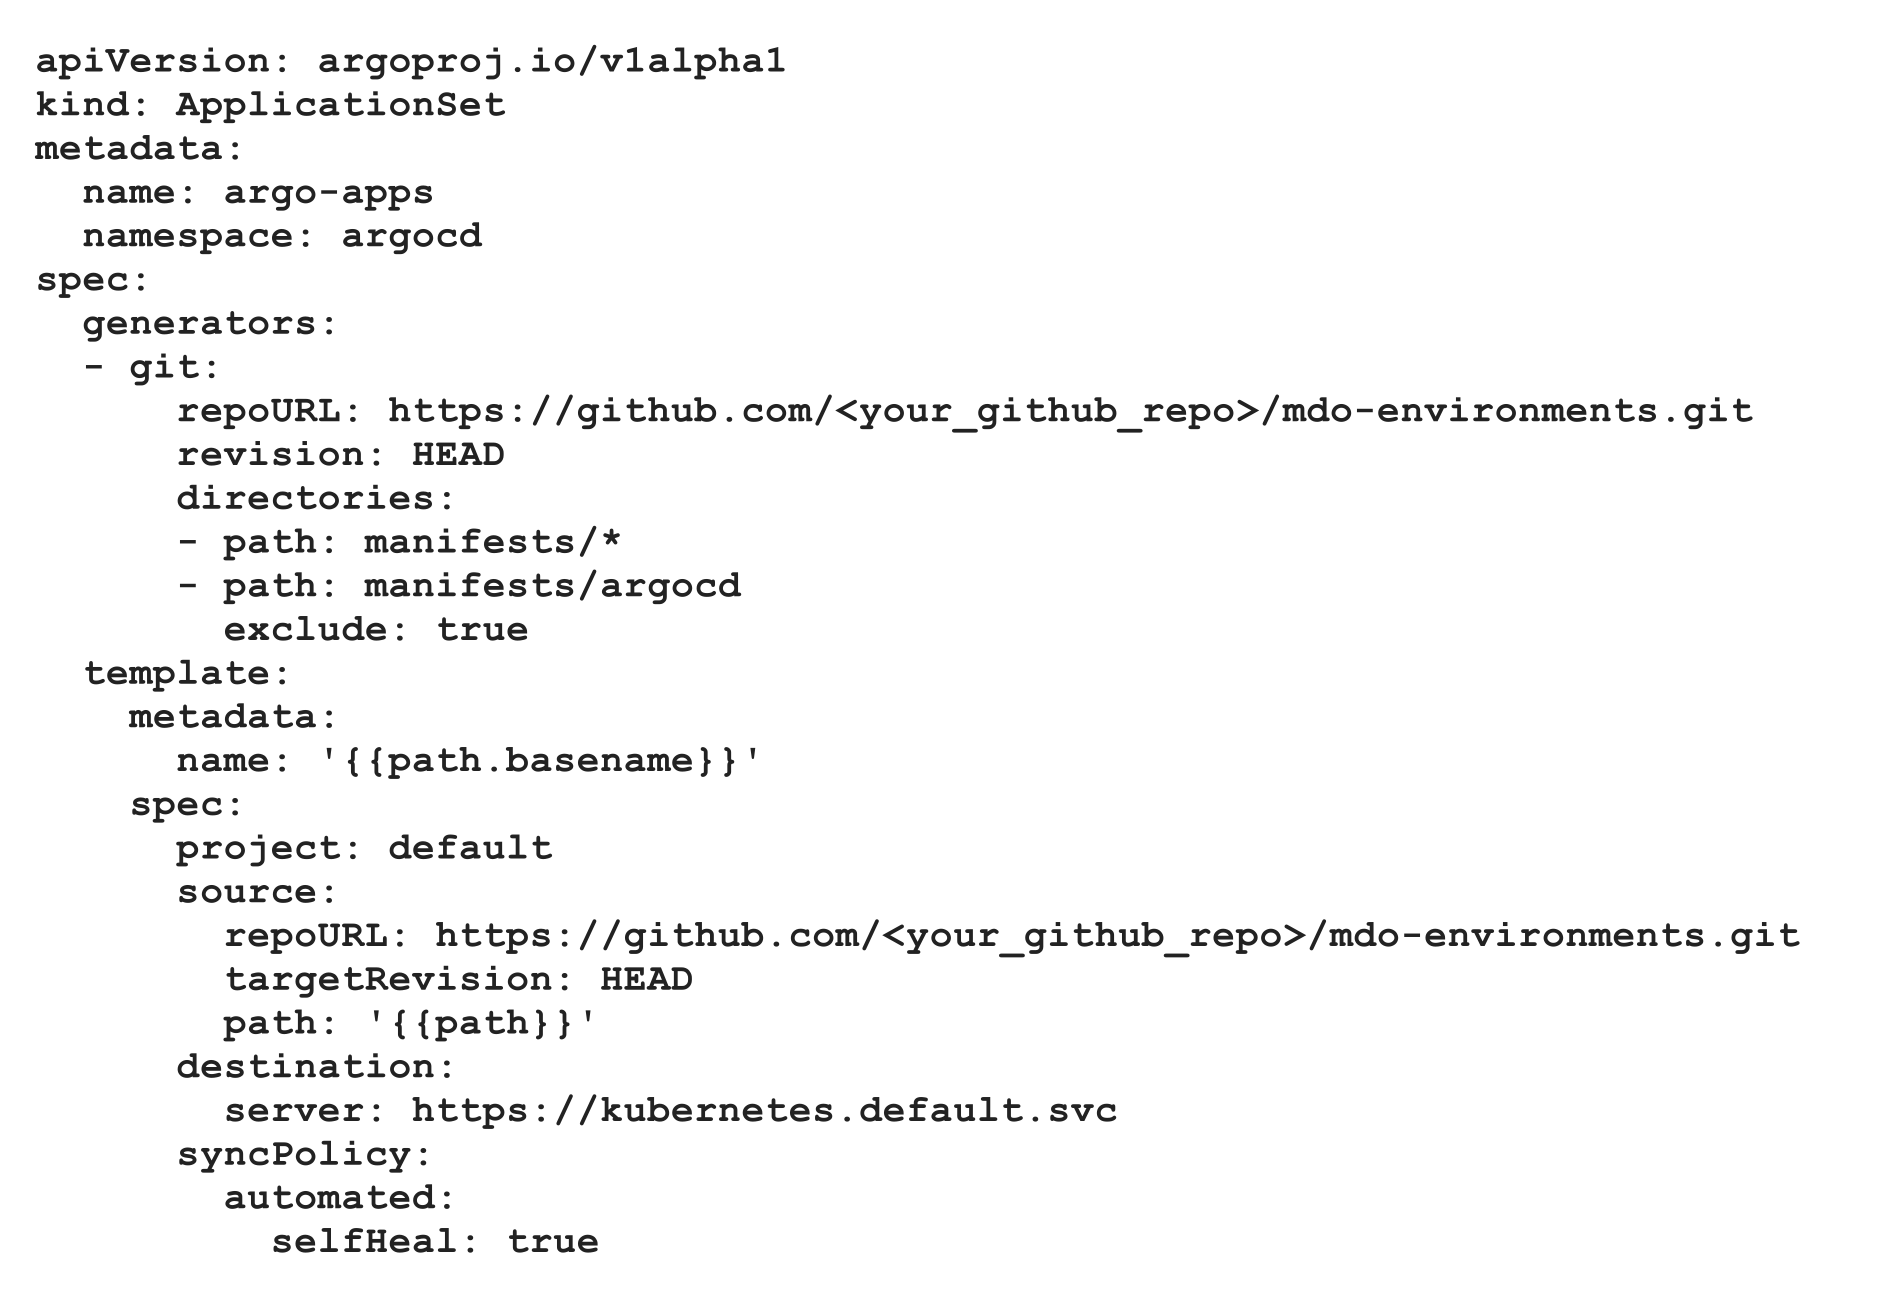 apiVersion: argoproj.io/v1alpha1
kind: ApplicationSet
metadata:
  name: argo-apps
  namespace: argocd
spec:
  generators:
  - git:
      repoURL: https://github.com/<your_github_repo>/mdo-environments.git
      revision: HEAD
      directories:
      - path: manifests/*
      - path: manifests/argocd
        exclude: true
  template:
    metadata:
      name: '{{path.basename}}'
    spec:
      project: default
      source:
        repoURL: https://github.com/<your_github_repo>/mdo-environments.git
        targetRevision: HEAD
        path: '{{path}}'
      destination:
        server: https://kubernetes.default.svc
      syncPolicy:
        automated:
          selfHeal: true